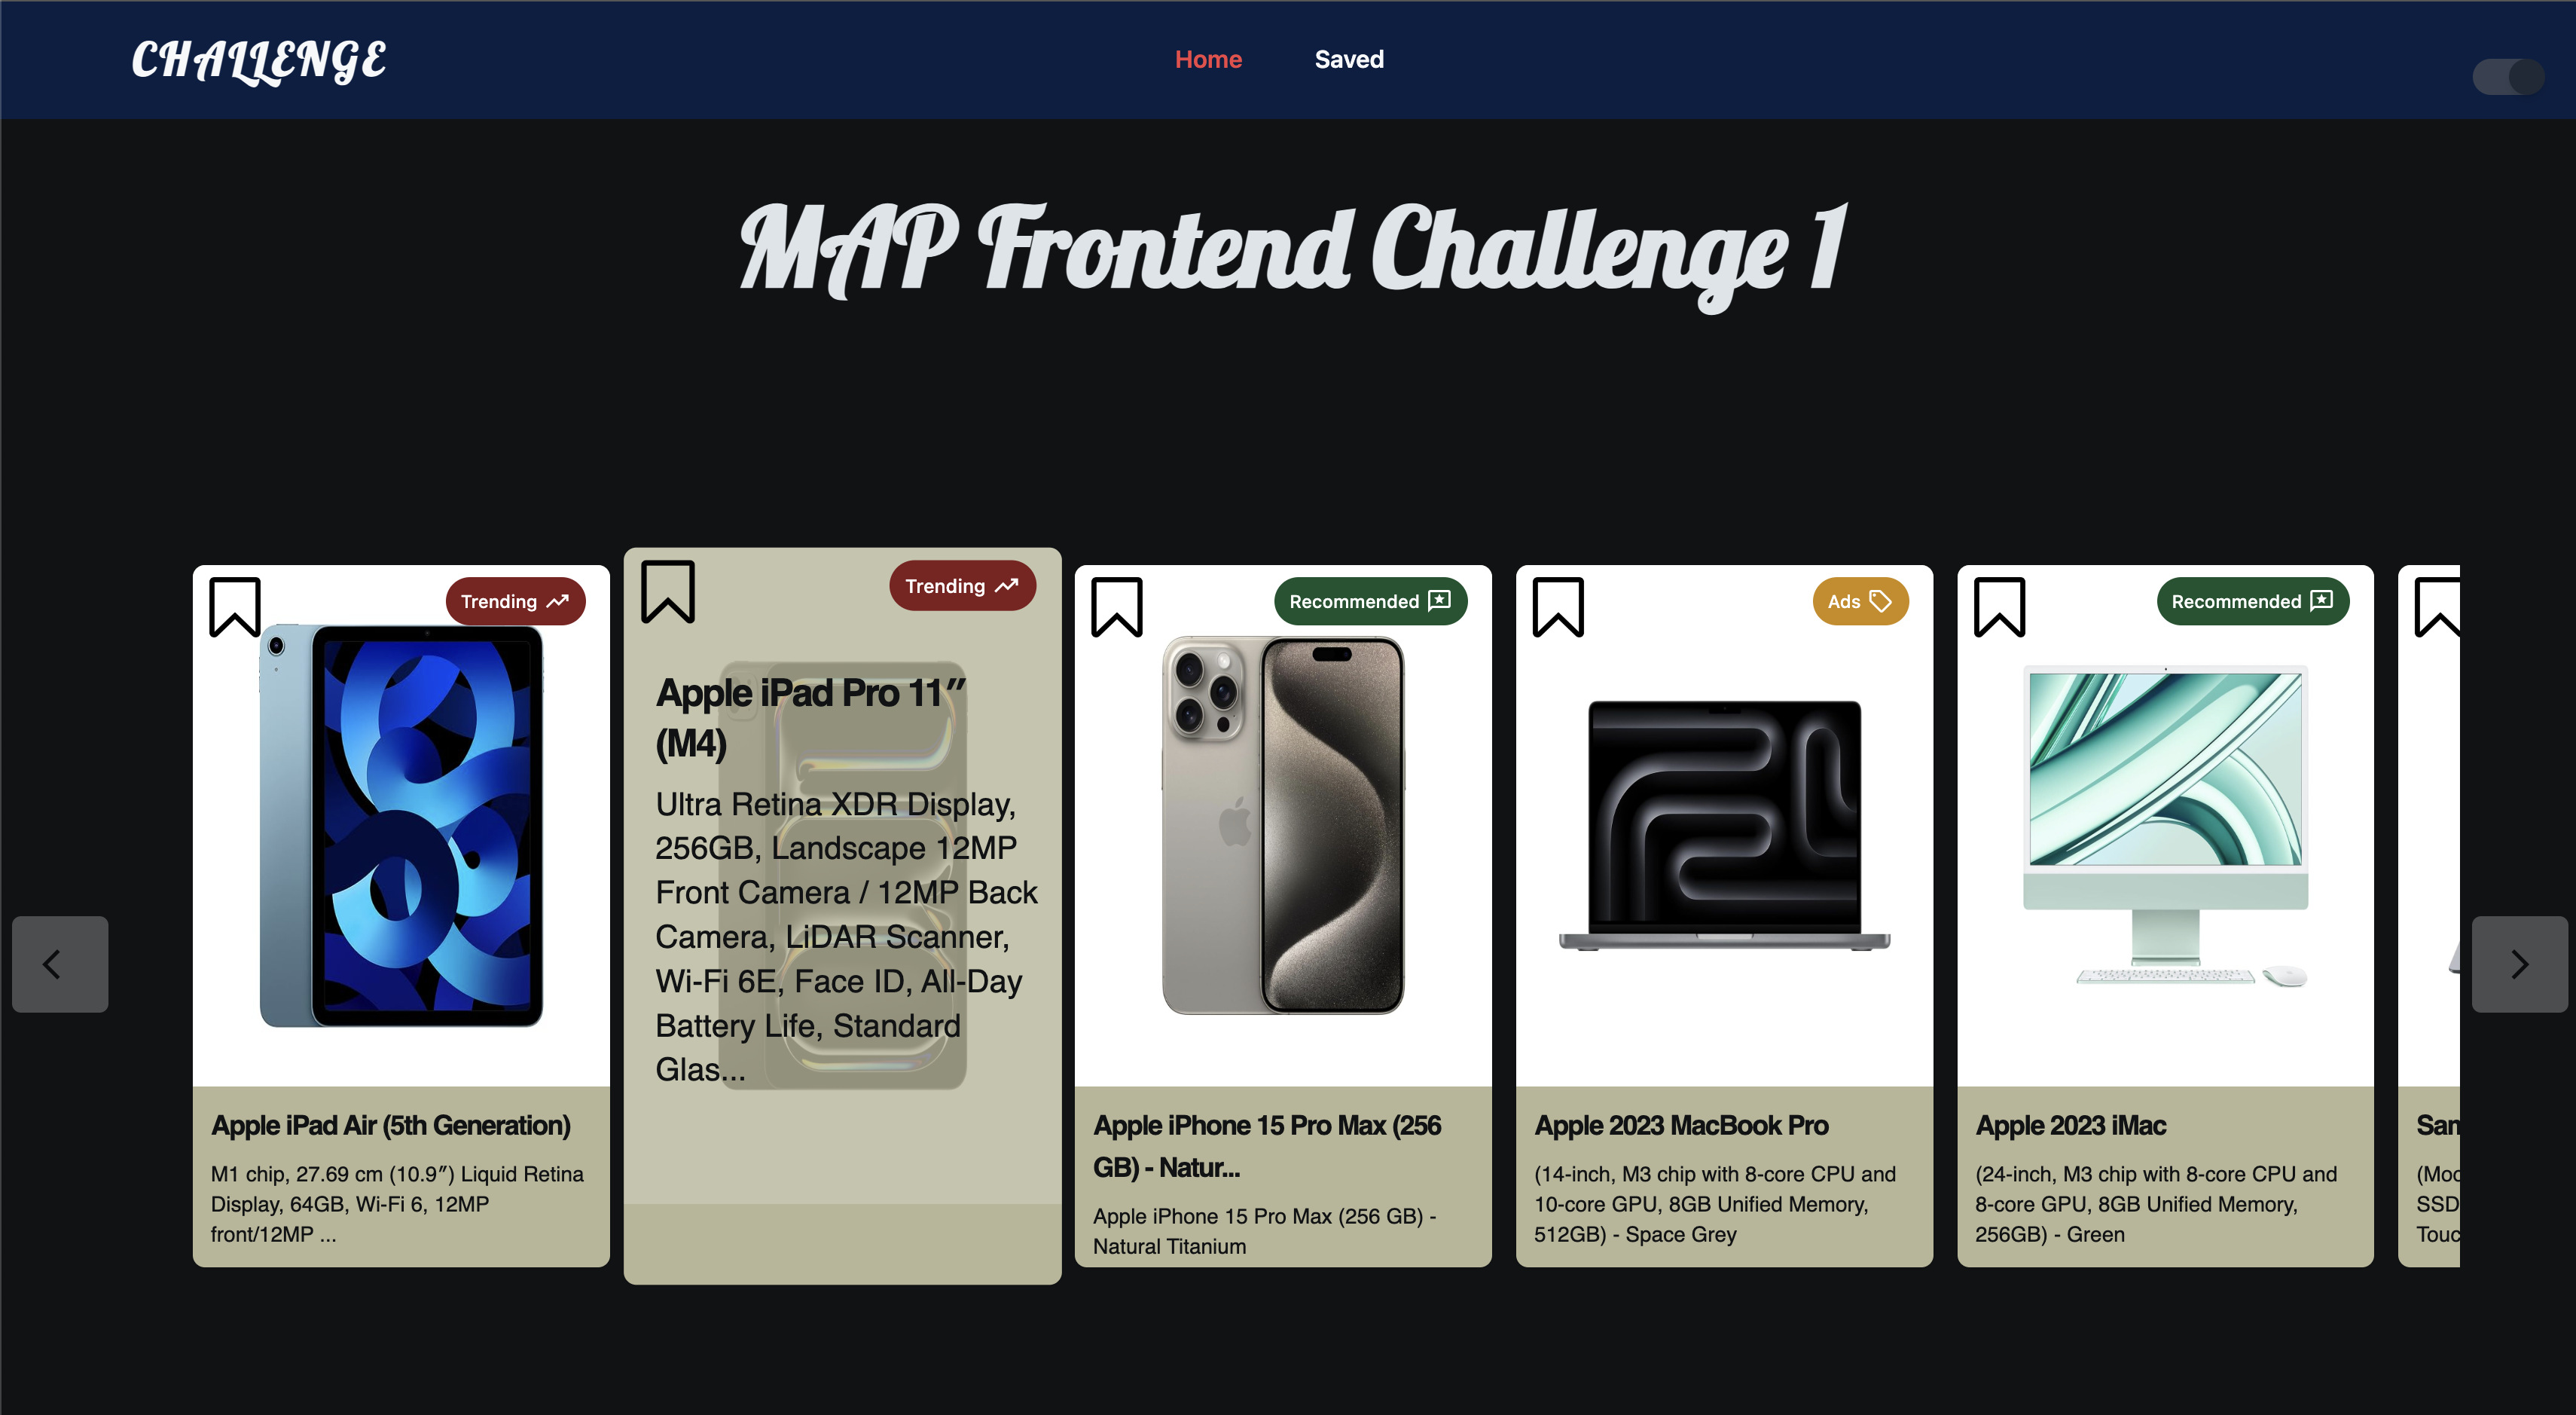 CHALLENGE
Home
Saved
MAP Frontend Challenge 1
Trending
Apple iPad Air (5th Generation)
M1 chip, 27.69 cm (10.9″) Liquid Retina
Display, 64GB, Wi-Fi 6, 12MP
front/12MP ...
Trending
Apple iPad Pro 11″
(M4)
Ultra Retina XDR Display,
256GB, Landscape 12MP
Front Camera / 12MP Back
Camera, LiDAR Scanner,
Wi-Fi 6E, Face ID, All-Day
Battery Life, Standard
Glas...
Recommended
Apple iPhone 15 Pro Max (256
GB) - Natur...
Apple iPhone 15 Pro Max (256 GB) -
Natural Titanium
Ads
Apple 2023 MacBook Pro
(14-inch, M3 chip with 8-core CPU and
10-core GPU, 8GB Unified Memory,
512GB) - Space Grey
Recommended
Apple 2023 iMac
(24-inch, M3 chip with 8-core CPU and
8-core GPU, 8GB Unified Memory,
256GB) - Green
SSD